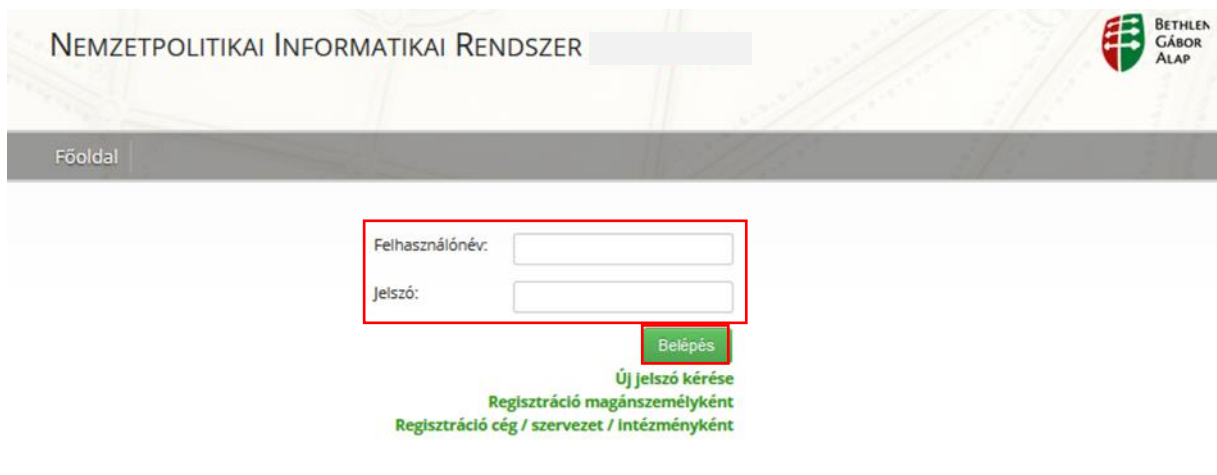 NEMZETPOLITIKAI INFORMATIKAI RENDSZER
BETHLEN
GÁBOR
ALAP
Főoldal
Felhasználónév:
Jelszó:
Belépés
Új jelszó kérése
Regisztráció magánszemélyként
Regisztráció cég / szervezet / intézményként